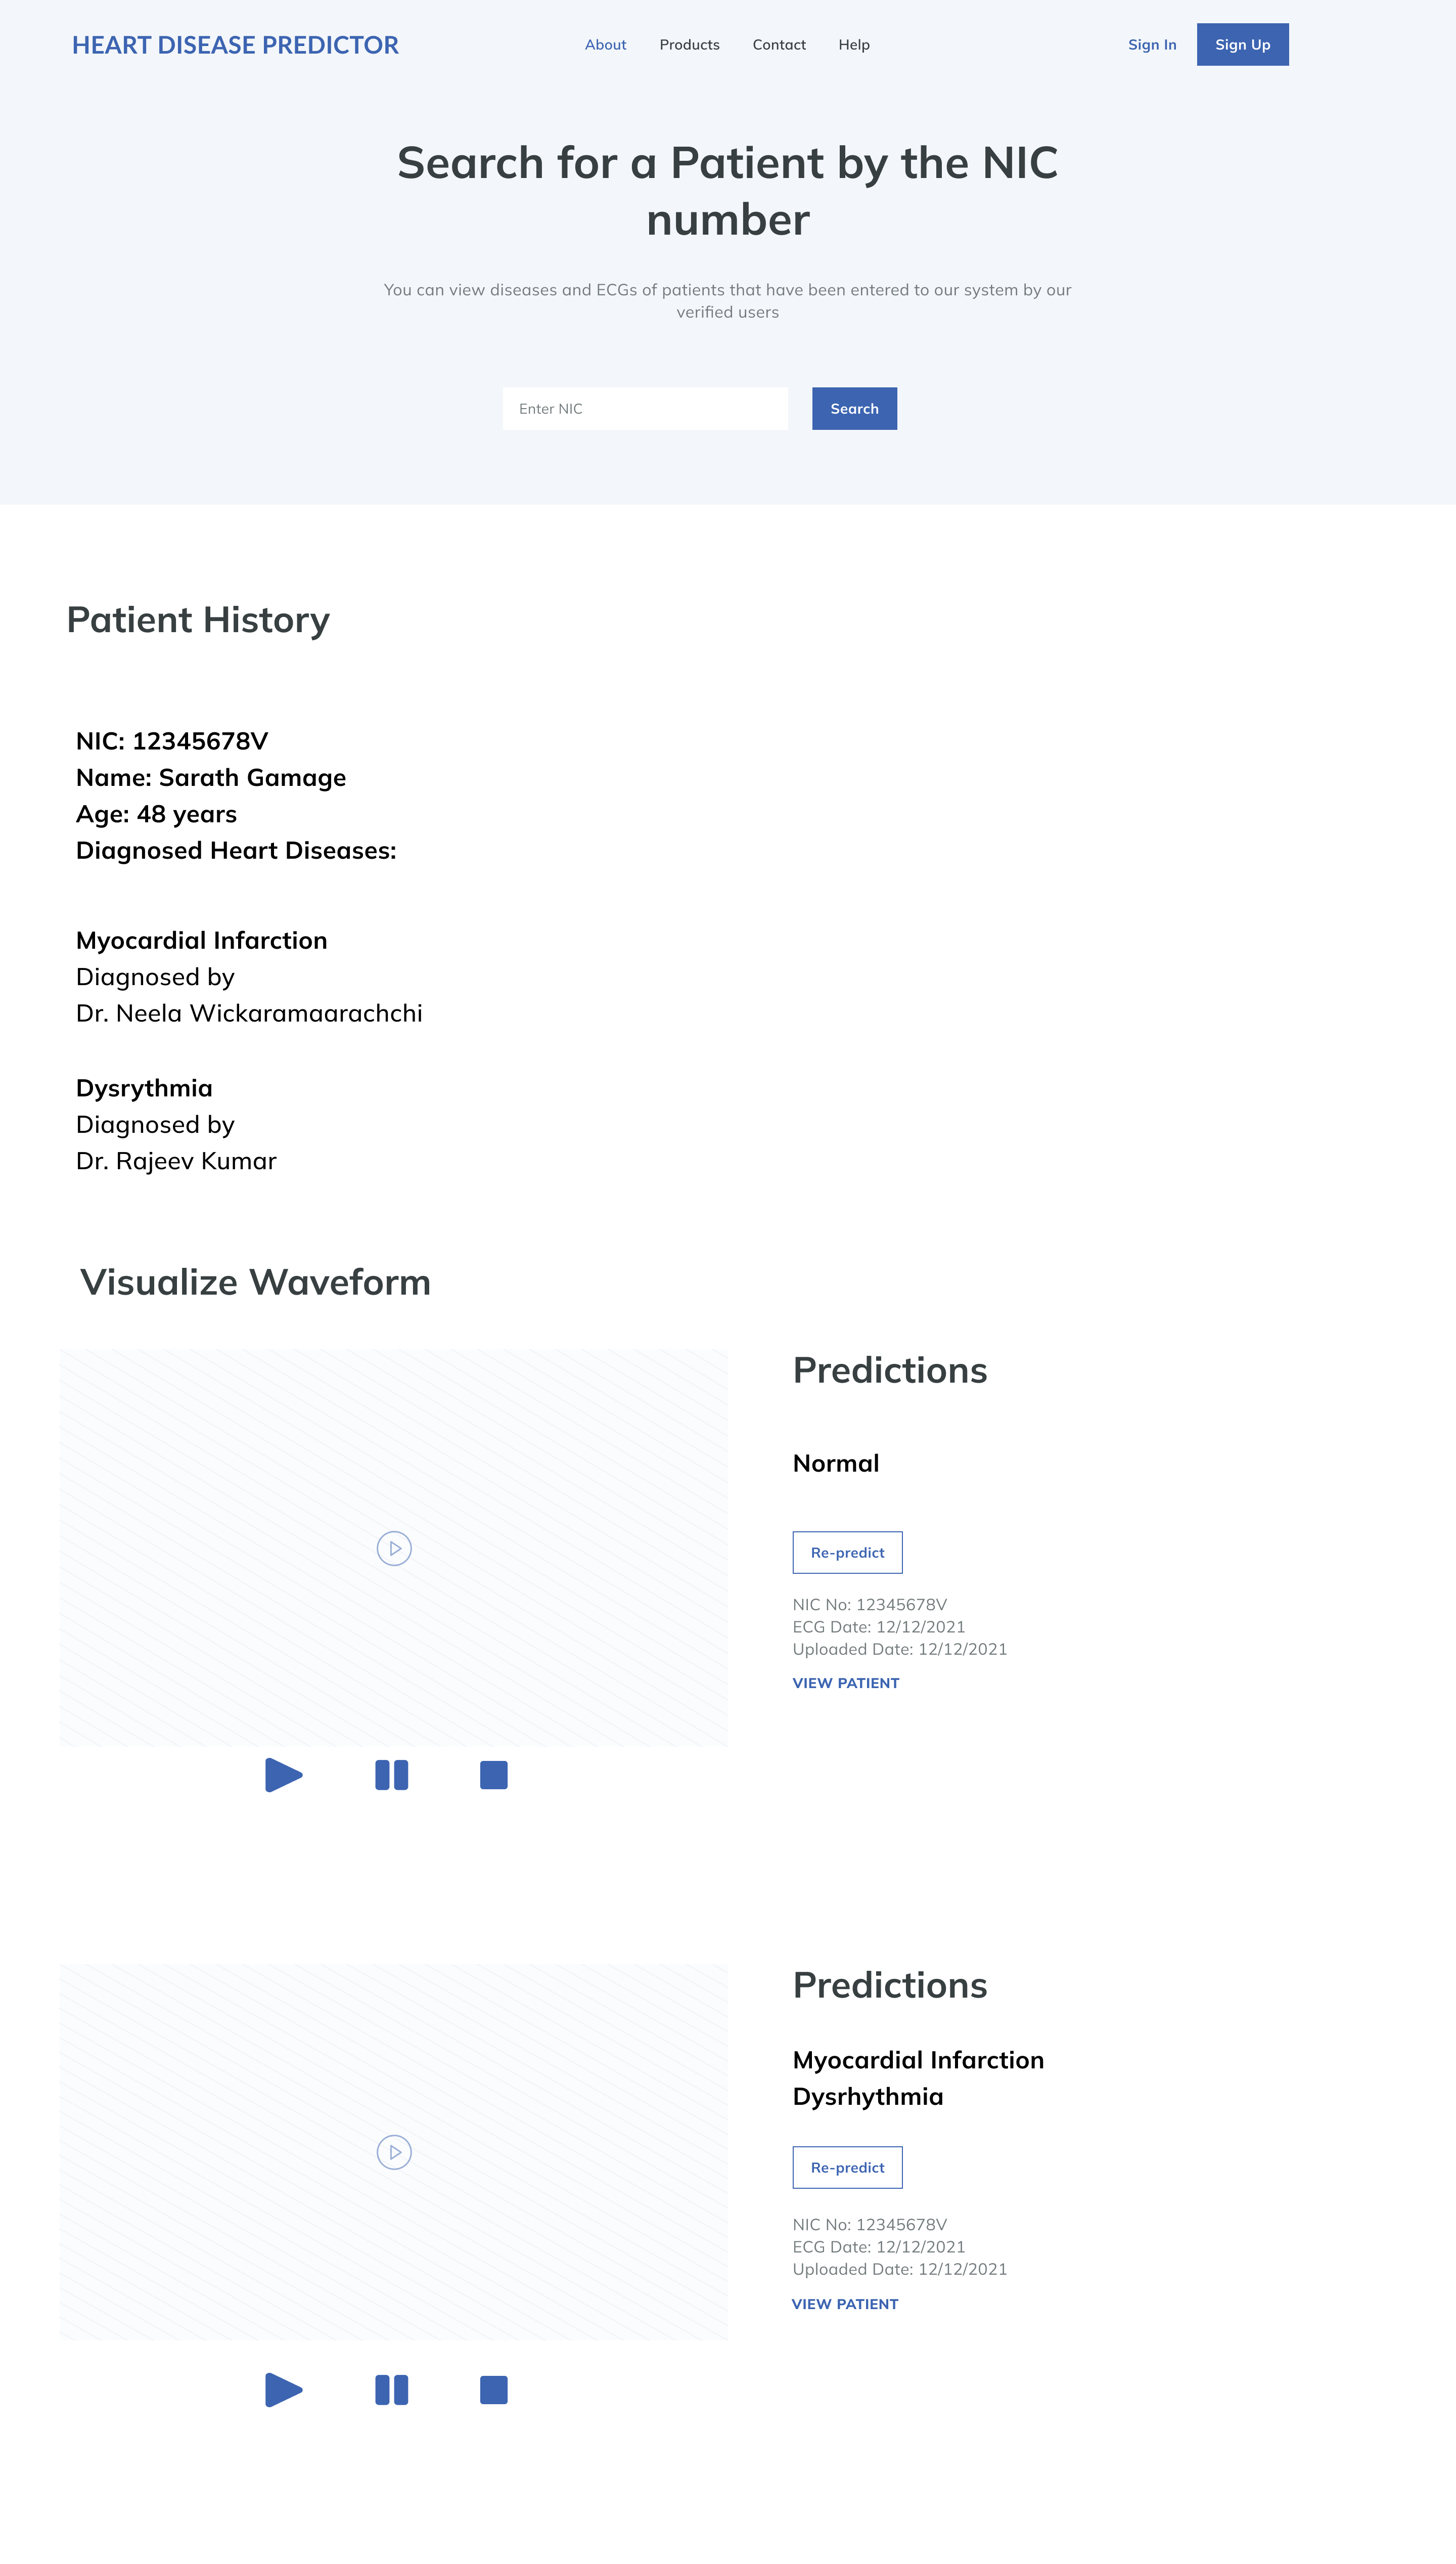 HEART DISEASE PREDICTOR
About
Products
Contact
Help
Sign In
Sign Up
Search for a Patient by the NIC
number
You can view diseases and ECGs of patients that have been entered to our system by our
verified users
Enter NIC
Search
Patient History
NIC: 12345678V
Name: Sarath Gamage
Age: 48 years
Diagnosed Heart Diseases:
Myocardial Infarction
Diagnosed by
Dr. Neela Wickaramaarachchi
Dysrythmia
Diagnosed by
Dr. Rajeev Kumar
Visualize Waveform
Predictions
Normal
Re-predict
NIC No: 12345678V
ECG Date: 12/12/2021
Uploaded Date: 12/12/2021
VIEW PATIENT
Predictions
Myocardial Infarction
Dysrhythmia
Re-predict
NIC No: 12345678V
ECG Date: 12/12/2021
Uploaded Date: 12/12/2021
VIEW PATIENT